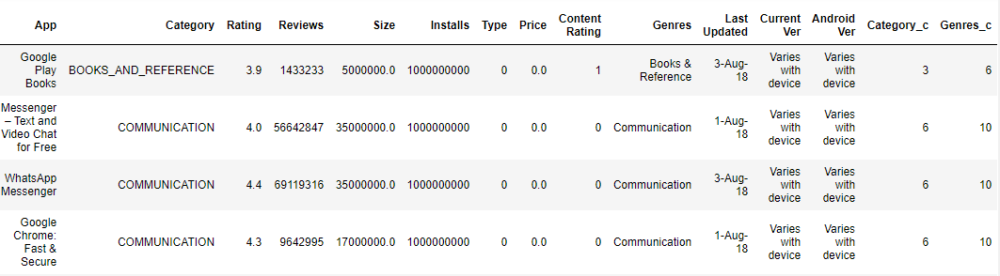 App Category Rating Reviews Size Installs Type Price Content Rating Genres Last Updated Current Ver Android Ver Category_c Genres_c
Google Play Books BOOKS_AND_REFERENCE 3.9 1433233 5000000.0 1000000000 0 0.0 1 Books & Reference 3-Aug-18 Varies with device Varies with device 3 6
Messenger – Text and Video Chat for Free COMMUNICATION 4.0 56642847 35000000.0 1000000000 0 0.0 0 Communication 1-Aug-18 Varies with device Varies with device 6 10
WhatsApp Messenger COMMUNICATION 4.4 69119316 35000000.0 1000000000 0 0.0 0 Communication 3-Aug-18 Varies with device Varies with device 6 10
Google Chrome: Fast & Secure COMMUNICATION 4.3 9642995 17000000.0 1000000000 0 0.0 0 Communication 1-Aug-18 Varies with device Varies with device 6 10